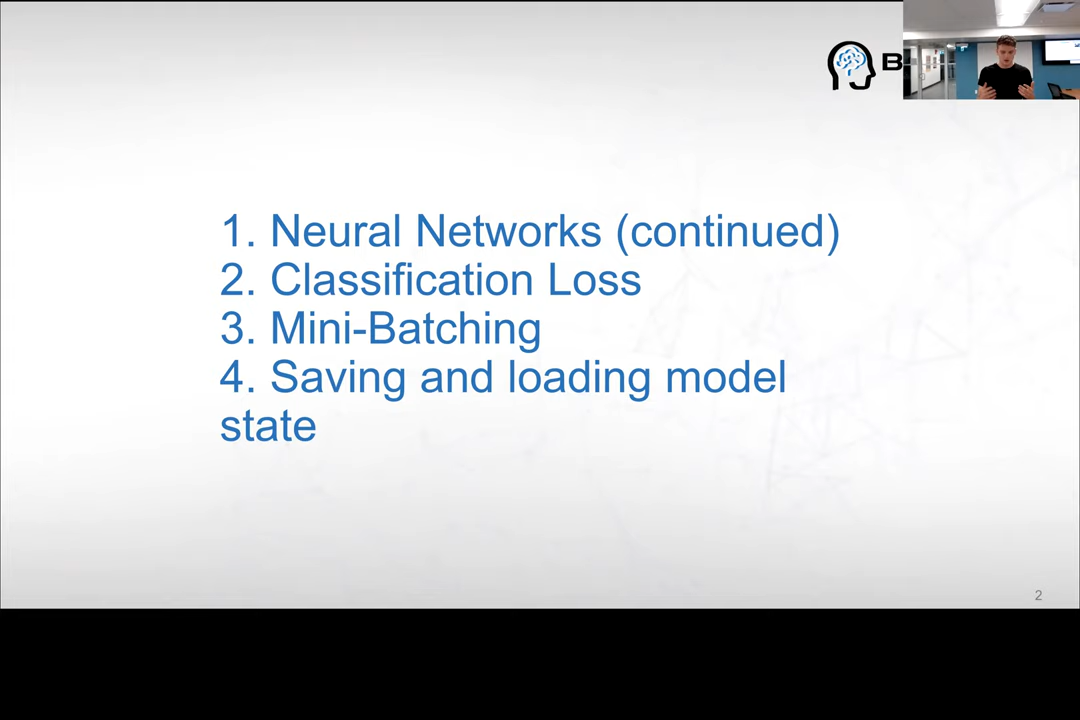 B
1. Neural Networks (continued)
2. Classification Loss
3. Mini-Batching
4. Saving and loading model
state
2